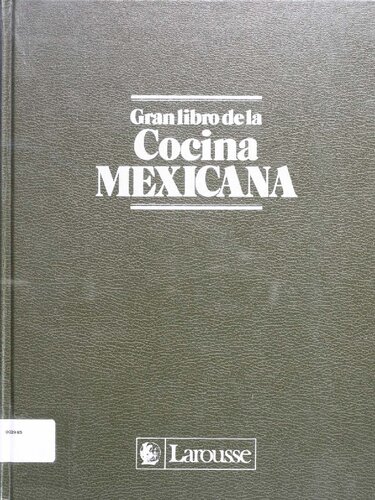 Gran libro de la
Cocina
MEXICANA
Larousse